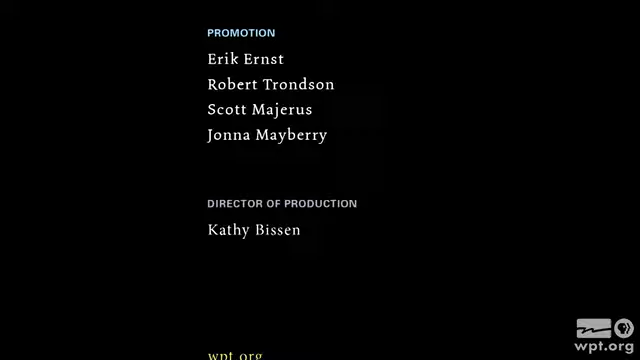 PROMOTION
Erik Ernst
Robert Trondson
Scott Majerus
Jonna Mayberry
DIRECTOR OF PRODUCTION
Kathy Bissen
wpt.org
wpt.org